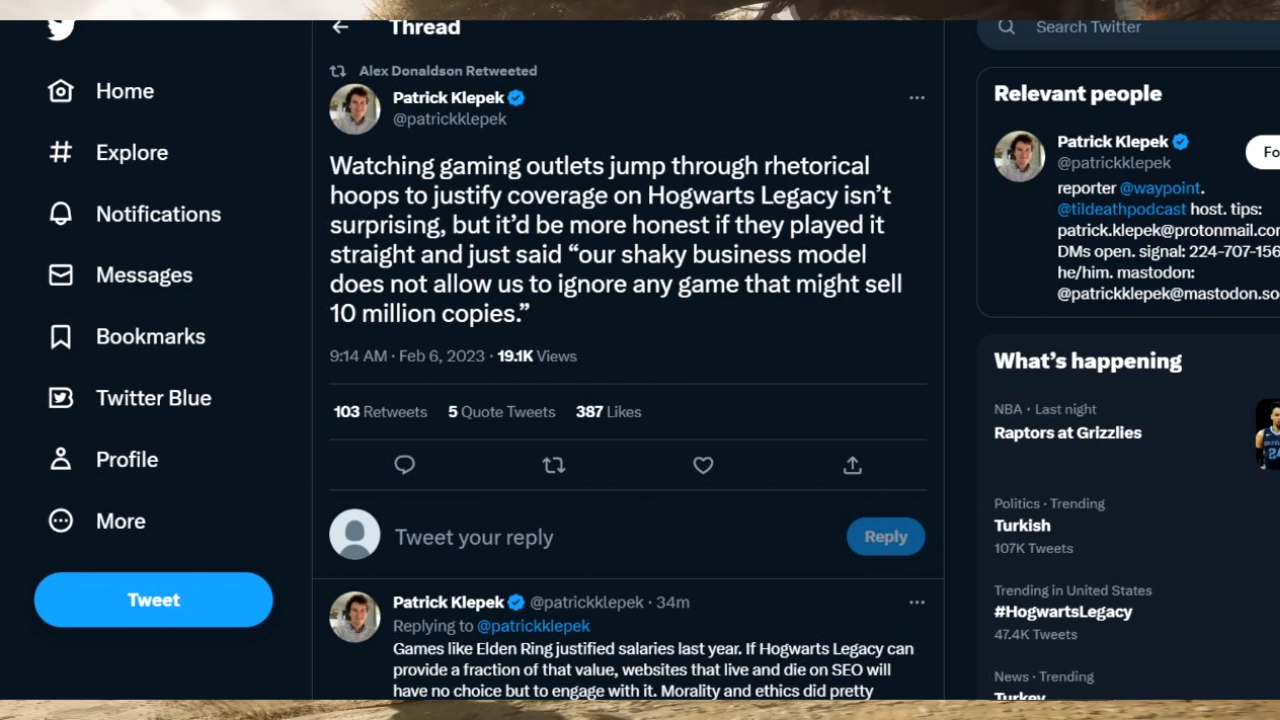 Home
Explore
Notifications
Messages
Bookmarks
Twitter Blue
Profile
More
Tweet
Thread
Alex Donaldson Retweeted
Patrick Klepek
@patrickklepek
Watching gaming outlets jump through rhetorical
hoops to justify coverage on Hogwarts Legacy isn’t
surprising, but it’d be more honest if they played it
straight and just said “our shaky business model
does not allow us to ignore any game that might sell
10 million copies.”
9:14 AM · Feb 6, 2023 · 19.1K Views
103 Retweets 5 Quote Tweets 387 Likes
Tweet your reply
Reply
Patrick Klepek @patrickklepek · 34m
Replying to @patrickklepek
Games like Elden Ring justified salaries last year. If Hogwarts Legacy can
provide a fraction of that value, websites that live and die on SEO will
have no choice but to engage with it. Morality and ethics did pretty
Search Twitter
Relevant people
Patrick Klepek
@patrickklepek
Fo
reporter @waypoint.
@tildeathpodcast host. tips:
patrick.klepek@protonmail.com
DMs open. signal: 224-707-156
he/him. mastodon:
@patrickklepek@mastodon.so
What’s happening
NBA · Last night
Raptors at Grizzlies
Politics · Trending
Turkish
107K Tweets
Trending in United States
#HogwartsLegacy
47.4K Tweets
News · Trending
Turkey